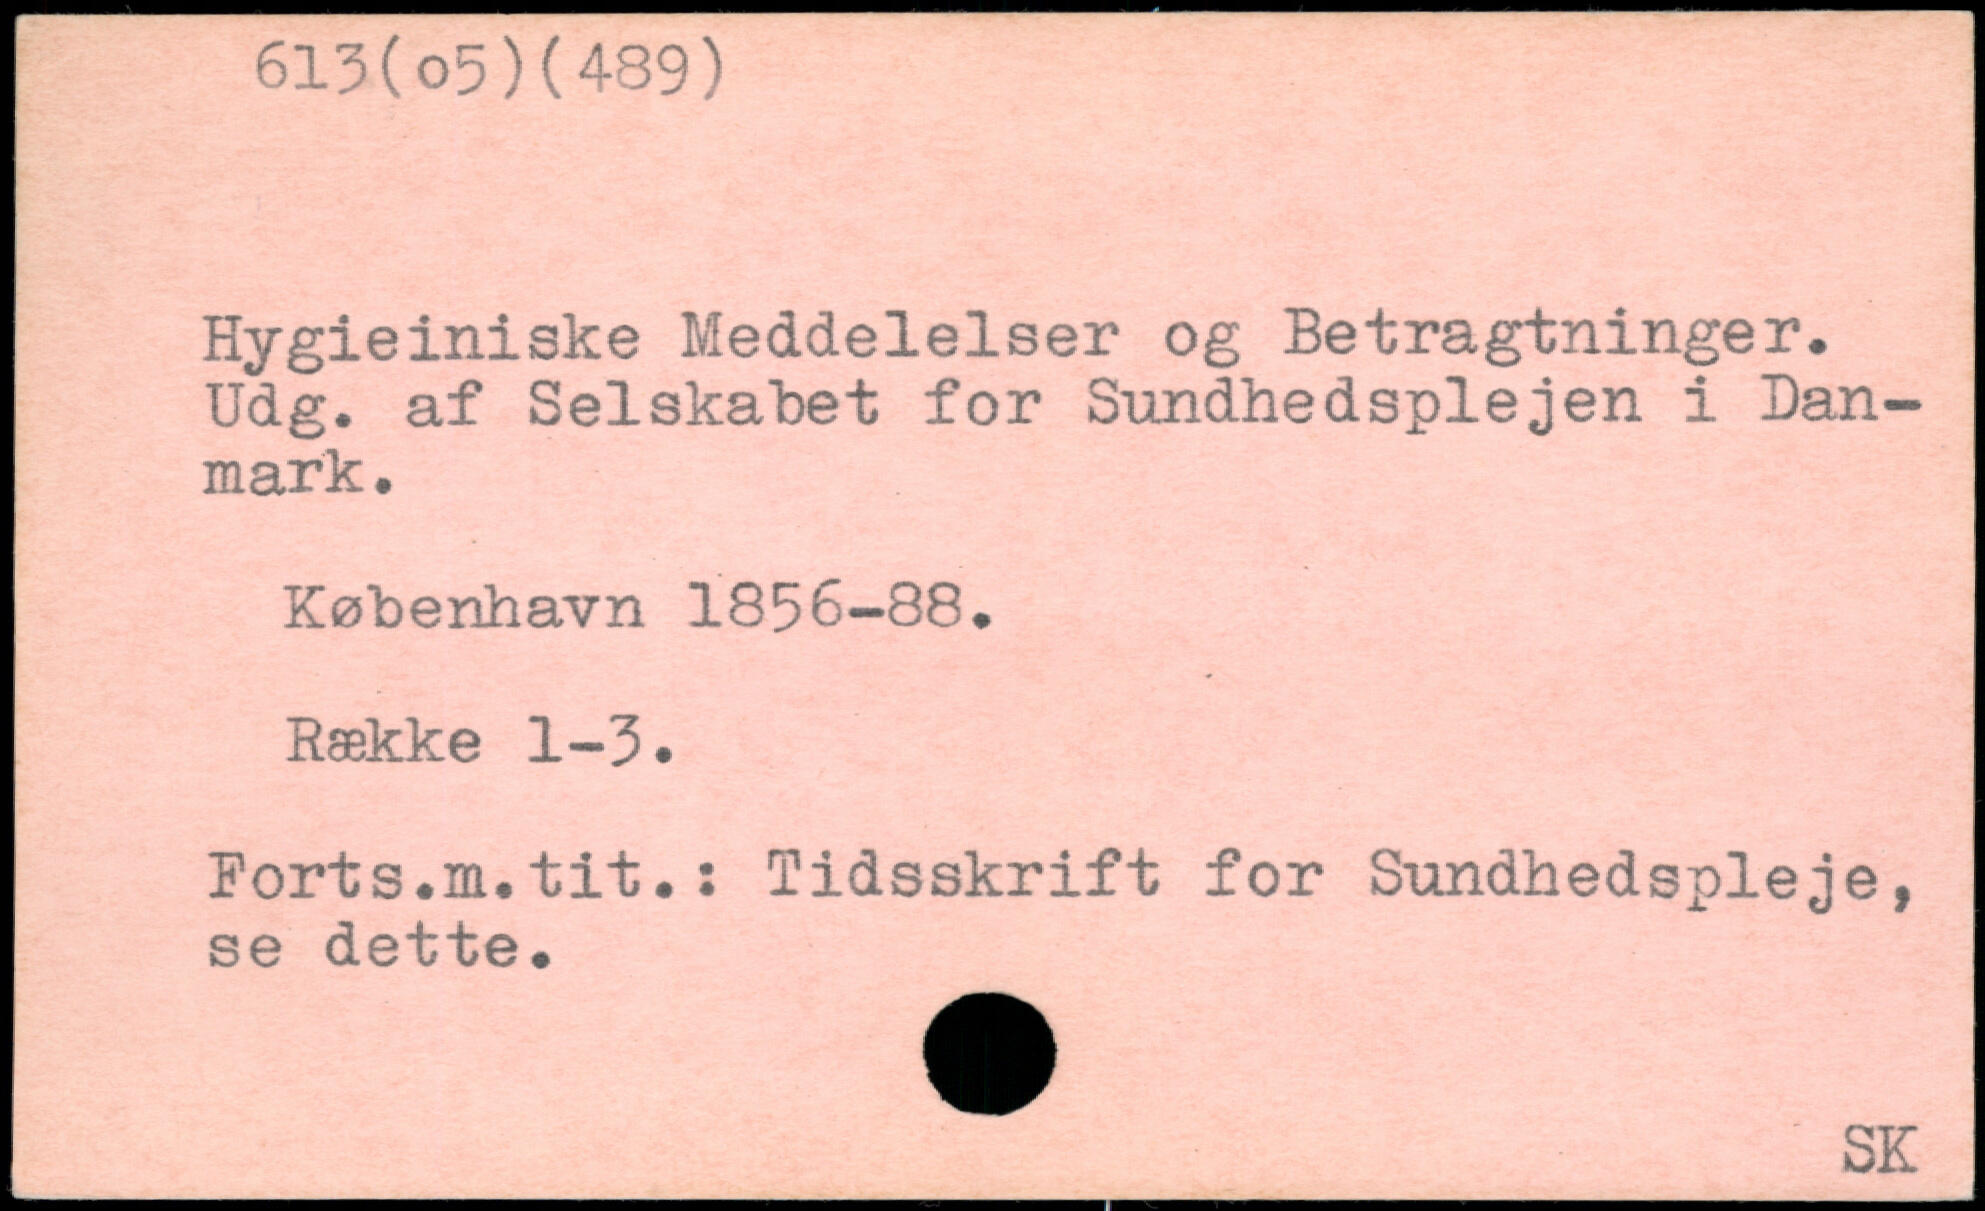 613(o5)(489)
Hygieiniske Meddelelser og Betragtninger.
Udg. af Selskabet for Sundhedsplejen i Dan-
mark.
København 1856-88.
Række 1-3.
Forts.m.tit.: Tidsskrift for Sundhedspleje,
se dette.
SK